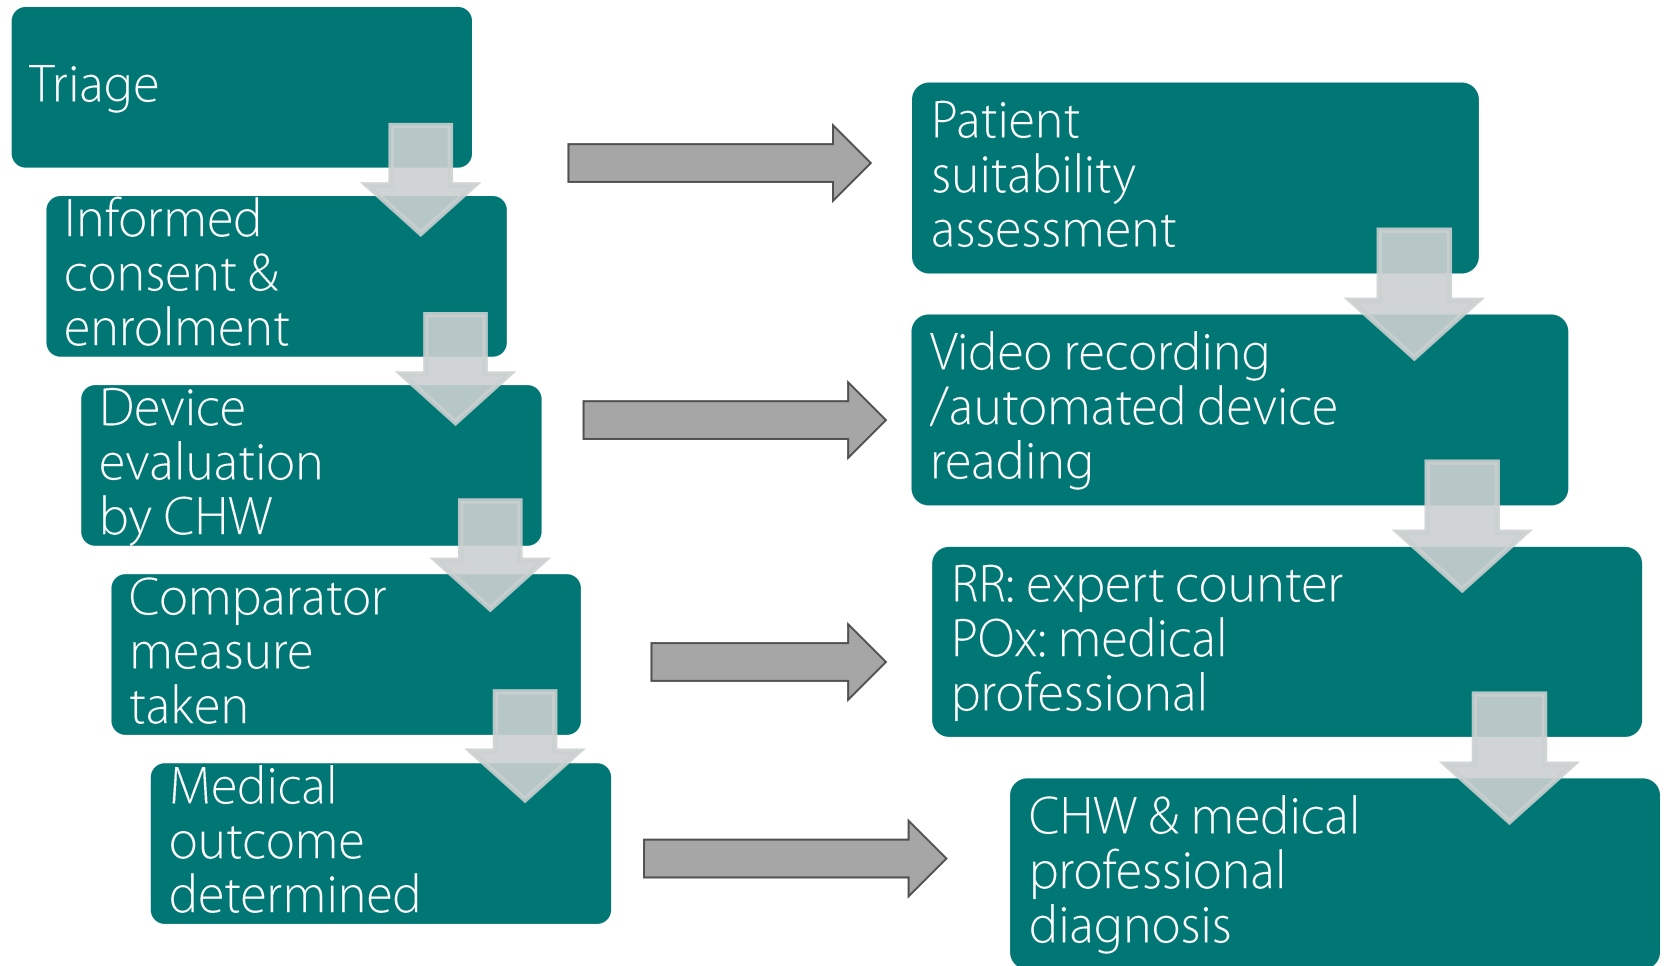 Triage
Informed
consent &
enrolment
Device
evaluation
by CHW
Comparator
measure
taken
Medical
outcome
determined
Patient
suitability
assessment
Video recording
/automated device
reading
RR: expert counter
POx: medical
professional
CHW & medical
professional
diagnosis